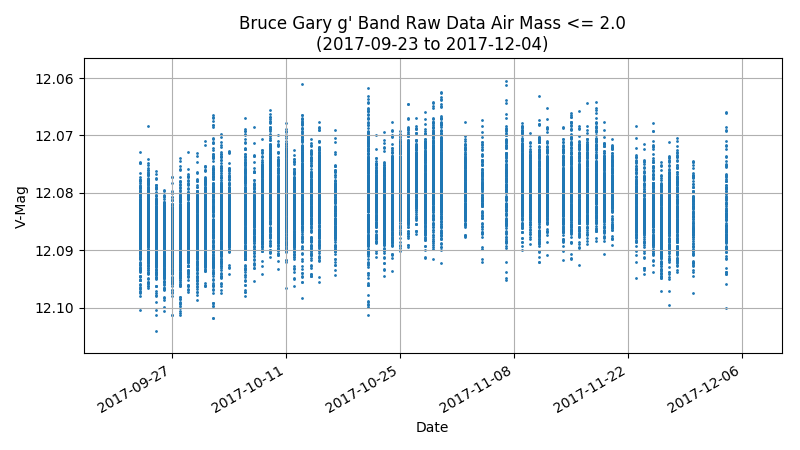 Bruce Gary g' Band Raw Data Air Mass <= 2.0
(2017-09-23 to 2017-12-04)
12.06
12.07
12.08
12.09
12.10
V-Mag
2017-09-27
2017-10-11
2017-10-25
2017-11-08
2017-11-22
2017-12-06
Date